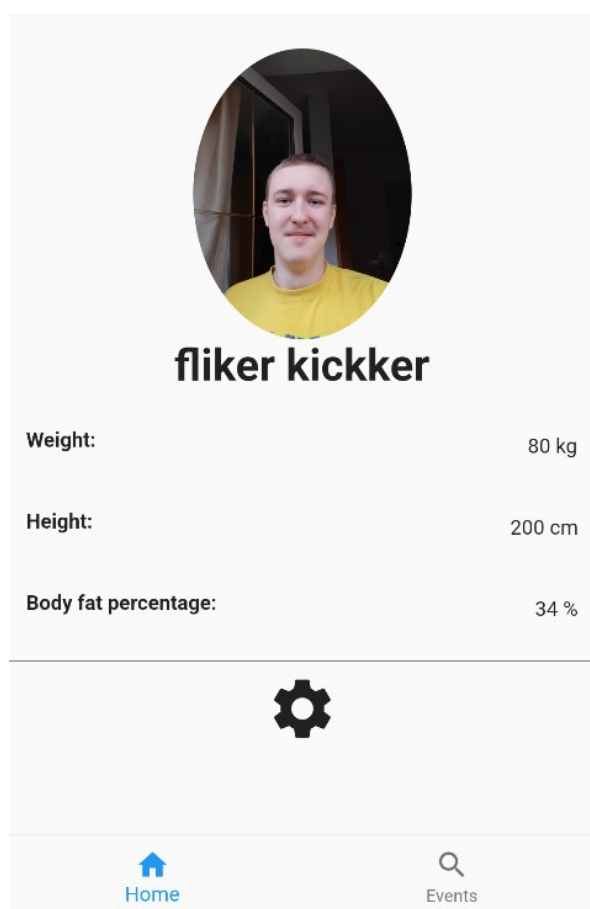 fliker kickker
Weight:
80 kg
Height:
200 cm
Body fat percentage:
34 %
Home
Events